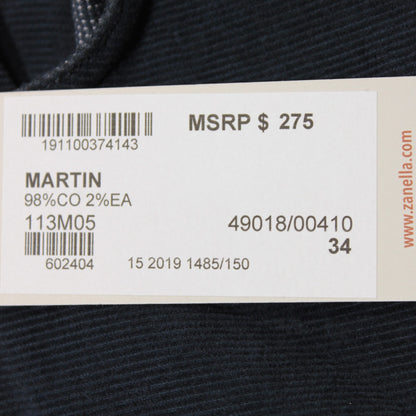 MSRP $ 275
191100374143
MARTIN
98%CO 2%EA
113M05
49018/00410
34
602404
15 2019 1485/150
www.zanella.com